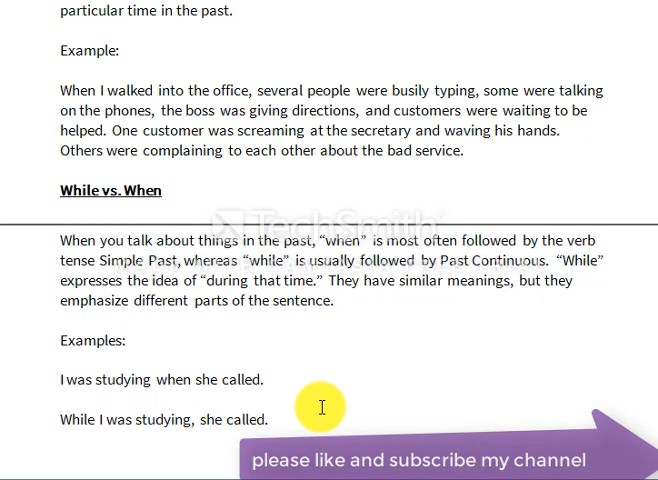 particular time in the past.
Example:
When I walked into the office, several people were busily typing, some were talking
on the phones, the boss was giving directions, and customers were waiting to be
helped. One customer was screaming at the secretary and waving his hands.
Others were complaining to each other about the bad service.
While vs. When
TechSmith
When you talk about things in the past, “when” is most often followed by the verb
tense Simple Past, whereas “while” is usually followed by Past Continuous. “While”
expresses the idea of “during that time.” They have similar meanings, but they
emphasize different parts of the sentence.
Examples:
I was studying when she called.
While I was studying, she called.
please like and subscribe my channel